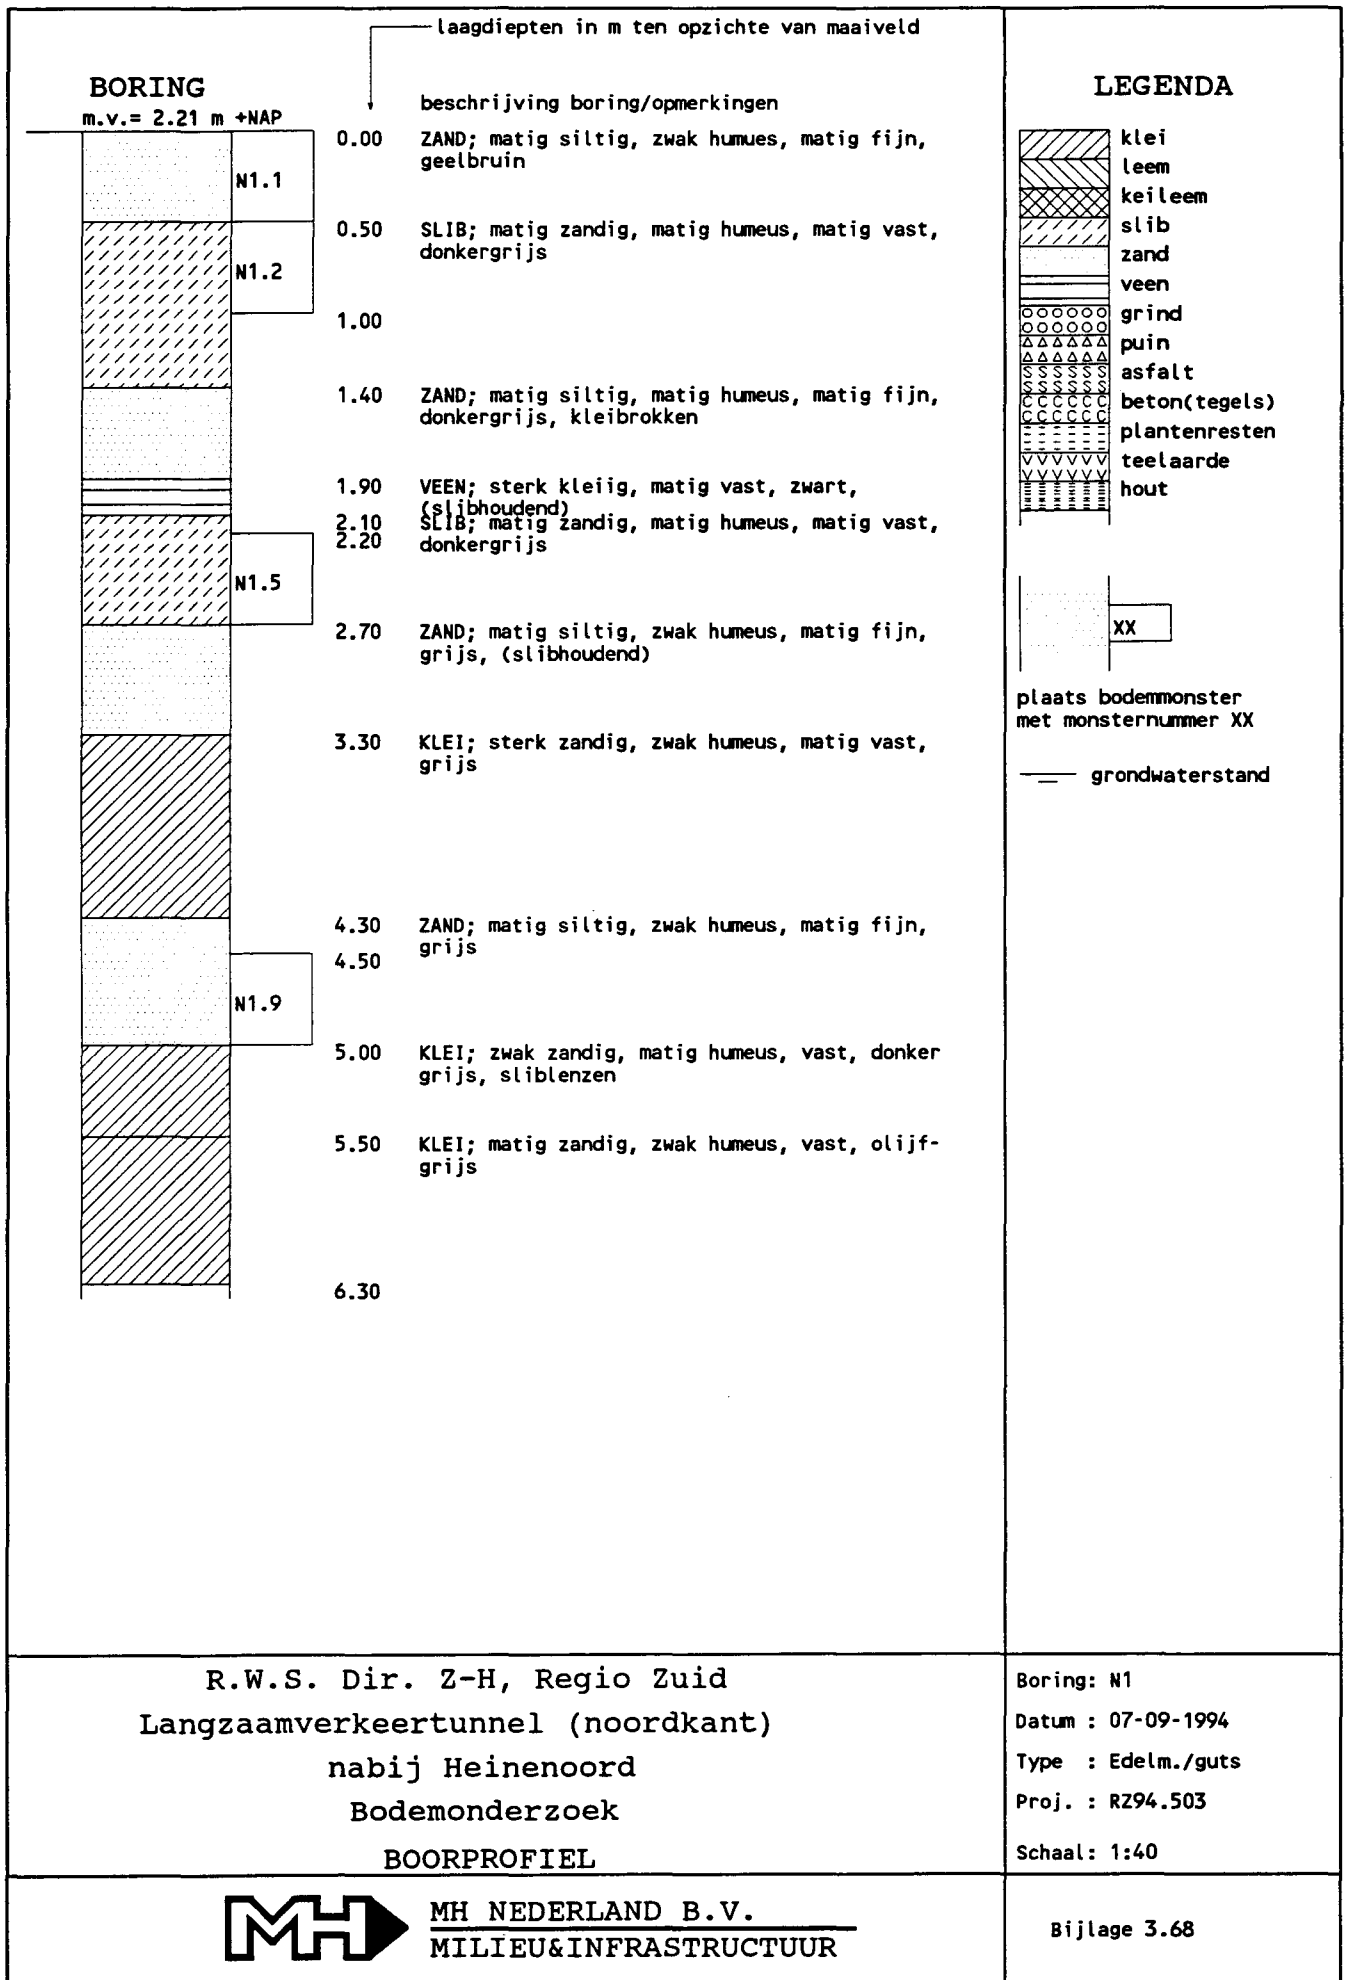 laagdiepten in m ten opzichte van maaiveld
BORING
m.v.= 2.21 m +NAP
beschrijving boring/opmerkingen
0.00 ZAND; matig siltig, zwak humues, matig fijn,
geelbruin
N1.1
0.50 SLIB; matig zandig, matig humeus, matig vast,
donkergrijs
N1.2
1.00
1.40 ZAND; matig siltig, matig humeus, matig fijn,
donkergrijs, kleibrokken
1.90 VEEN; sterk kleiig, matig vast, zwart,
(slibhoudend)
2.10 SLIB; matig zandig, matig humeus, matig vast,
2.20 donkergrijs
N1.5
2.70 ZAND; matig siltig, zwak humeus, matig fijn,
grijs, (slibhoudend)
3.30 KLEI; sterk zandig, zwak humeus, matig vast,
grijs
4.30 ZAND; matig siltig, zwak humeus, matig fijn,
grijs
4.50
N1.9
5.00 KLEI; zwak zandig, matig humeus, vast, donker
grijs, sliblenzen
5.50 KLEI; matig zandig, zwak humeus, vast, olijf-
grijs
6.30
LEGENDA
klei
leem
keileem
slib
zand
veen
grind
puin
asfalt
beton(tegels)
plantenresten
teelaarde
hout
XX
plaats bodemmonster
met monsternummer XX
grondwaterstand
R.W.S. Dir. Z-H, Regio Zuid
Langzaamverkeertunnel (noordkant)
nabij Heinenoord
Bodemonderzoek
BOORPROFIEL
Boring: N1
Datum : 07-09-1994
Type : Edelm./guts
Proj. : RZ94.503
Schaal: 1:40
MH
MH NEDERLAND B.V.
MILIEU&INFRASTRUCTUUR
Bijlage 3.68